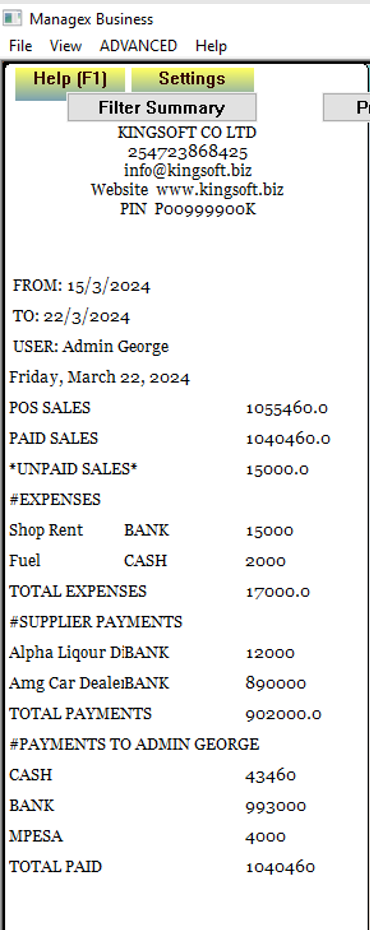 Managex Business
File View ADVANCED Help
Help (F1) Settings
Filter Summary
KINGSOFT CO LTD
254723868425
info@kingsoft.biz
Website www.kingsoft.biz
PIN P00999900K
FROM: 15/3/2024
TO: 22/3/2024
USER: Admin George
Friday, March 22, 2024
POS SALES 1055460.0
PAID SALES 1040460.0
*UNPAID SALES* 15000.0
#EXPENSES
Shop Rent BANK 15000
Fuel CASH 2000
TOTAL EXPENSES 17000.0
#SUPPLIER PAYMENTS
Alpha Liqour Di BANK 12000
Amg Car Dealer BANK 890000
TOTAL PAYMENTS 902000.0
#PAYMENTS TO ADMIN GEORGE
CASH 43460
BANK 993000
MPESA 4000
TOTAL PAID 1040460